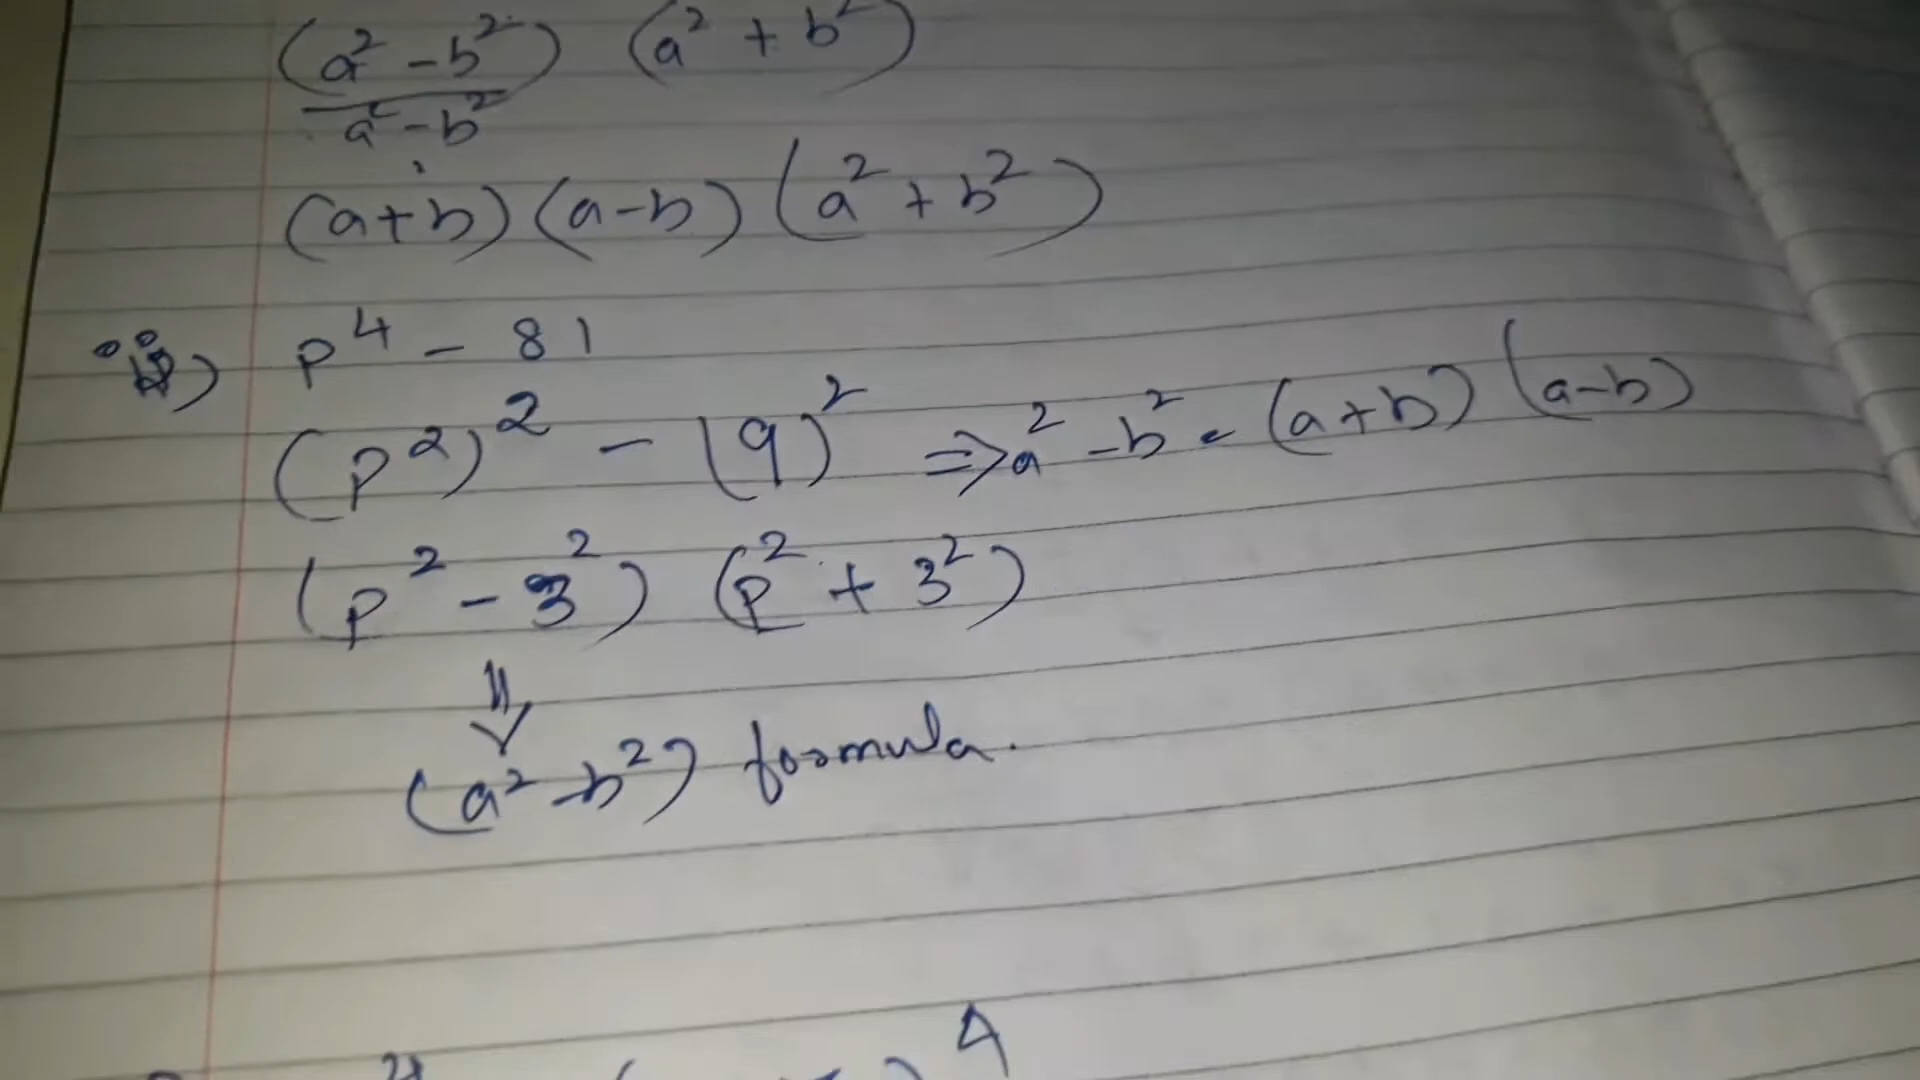 (a² - b²) (a² + b²)
a² - b²
(a+b) (a-b) (a² + b²)
ii) p⁴ - 81
(p²)² - (9)² => a² - b² = (a+b) (a-b)
(p² - 3²) (p² + 3²)
⇓
(a² - b²) formula.
4